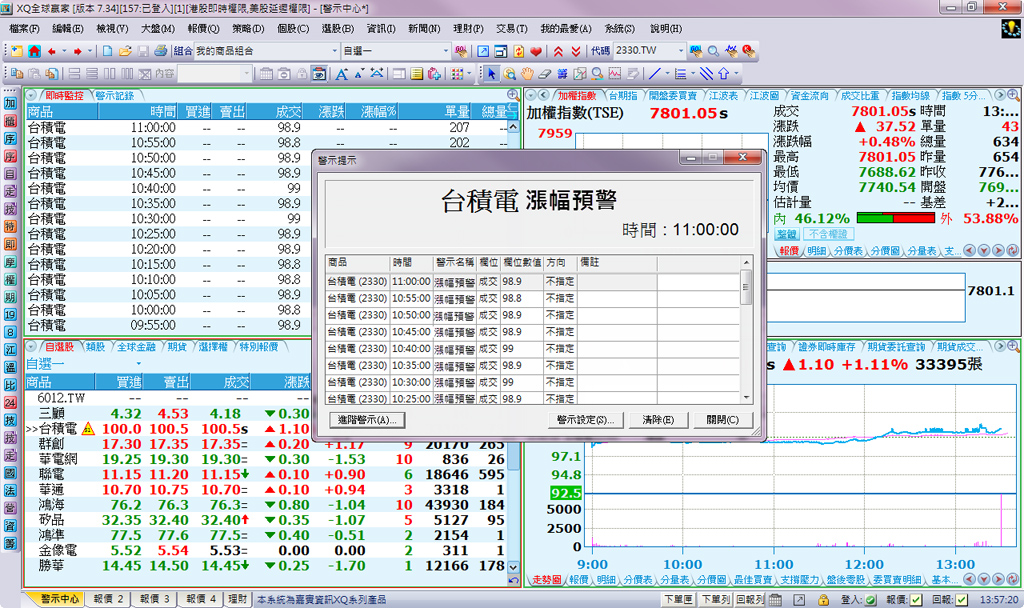 XQ全球贏家 [版本 7.34][157:已登入][1][港股即時權限,美股延遲權限] - [警示中心*]
檔案(F) 編輯(E) 檢視(V) 大盤(M) 報價(Q) 策略(D) 個股(C) 選股(B) 資訊(I) 新聞(N) 理財(P) 交易(T) 我的最愛(A) 系統(S) 說明(H)
組合 我的商品組合 自選一 代碼 2330.TW
內容
即時監控 警示記錄
商品 時間 買進 賣出 成交 漲跌 漲幅% 單量 總量
台積電 11:00:00 -- -- 98.9 -- -- 207 --
台積電 10:55:00 -- -- 98.8 -- -- 202 --
台積電 10:50:00 -- -- 98.9
台積電 10:45:00 -- -- 98.9
台積電 10:40:00 -- -- 99
台積電 10:35:00 -- -- 98.9
台積電 10:30:00 -- -- 99
台積電 10:25:00 -- -- 98.9
台積電 10:20:00 -- -- 98.9
台積電 10:15:00 -- -- 98.9
台積電 10:10:00 -- -- 98.8
台積電 10:05:00 -- -- 98.9
台積電 10:00:00 -- -- 98.8
台積電 09:55:00 -- -- 98.9
加權指數 台指期 開盤委買賣 江波表 江波圖 資金流向 成交比重 指數均線 指數 5分...
加權指數(TSE) 7801.05s
7959
成交 7801.05s 時間 13:...
漲跌 ▲ 37.52 單量 43
漲跌幅 +0.48% 總量 634
最高 7801.05 昨量 654
最低 7688.62 昨收 776...
均價 7740.54 開盤 769...
估計量 -- 基差 +2...
內 46.12% 外 53.88%
整體 不含權證
報價 明細 分價表 分價圖 分量表 支...
7801.1
警示提示
台積電 漲幅預警
時間：11:00:00
商品 時間 警示名稱 欄位 欄位數值 方向 備註
台積電 (2330) 11:00:00 漲幅預警 成交 98.9 不指定
台積電 (2330) 10:55:00 漲幅預警 成交 98.8 不指定
台積電 (2330) 10:50:00 漲幅預警 成交 98.9 不指定
台積電 (2330) 10:45:00 漲幅預警 成交 98.9 不指定
台積電 (2330) 10:40:00 漲幅預警 成交 99 不指定
台積電 (2330) 10:35:00 漲幅預警 成交 98.9 不指定
台積電 (2330) 10:30:00 漲幅預警 成交 99 不指定
台積電 (2330) 10:25:00 漲幅預警 成交 98.9 不指定
進階警示(A)... 警示設定(S)... 清除(E) 關閉(C)
自選股 類股 全球金融 期貨 選擇權 特別報價
自選一
商品 買進 賣出 成交 漲跌
6012.TW -- -- --
三顧 4.32 4.53 4.18 ▼0.30
>>台積電 100.0 100.5 100.5s ▲1.10
群創 17.30 17.35 17.35= ▲0.20 +1.17 9 20170 265
華電網 19.25 19.30 19.30= ▼0.30 -1.53 10 836 26
聯電 11.15 11.20 11.15↓ ▲0.10 +0.90 6 18646 595
華通 10.70 10.75 10.70= ▲0.10 +0.94 3 3318 1
鴻海 76.2 76.3 76.3= ▼0.80 -1.04 10 43930 184
矽品 32.35 32.40 32.40↑ ▼0.35 -1.07 5 5127 95
鴻準 77.5 77.6 77.5= ▼0.40 -0.51 2 2154 1
金像電 5.52 5.54 5.53= 0.00 0.00 2 311 1
勝華 14.45 14.50 14.45↓ ▼0.25 -1.70 1 12166 178
查詢 證券即時庫存 期貨委託查詢 期貨成交...
s ▲1.10 +1.11% 33395張
97.1
94.8
92.5
5000
2500
0
9:00 10:00 11:00 12:00 13:00
走勢圖 報價 明細 分價表 分量表 分價圖 最佳買賣 支撐壓力 盤後零股 委買賣明細 基本...
警示中心 報價 2 報價 3 報價 4 理財 本系統為嘉實資訊XQ系列產品 下單匣 下單列 回報列 登入: 報價: 回報: 13:57:20